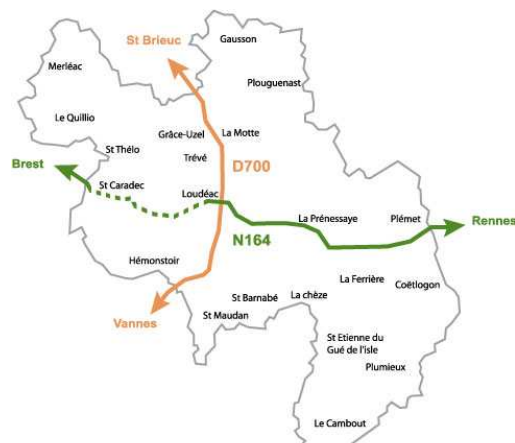 St Brieuc
Gausson
Merléac
Plouguenast
Le Quillio
Grâce-Uzel
La Motte
St Thélo
Trévé
D700
Brest
St Caradec
Loudéac
La Prénessaye
Plémet
Rennes
N164
Hémonstoir
La Ferrière
Coëtlogon
St Barnabé
La chèze
Vannes
St Maudan
St Etienne du
Gué de l'isle
Plumieux
Le Cambout